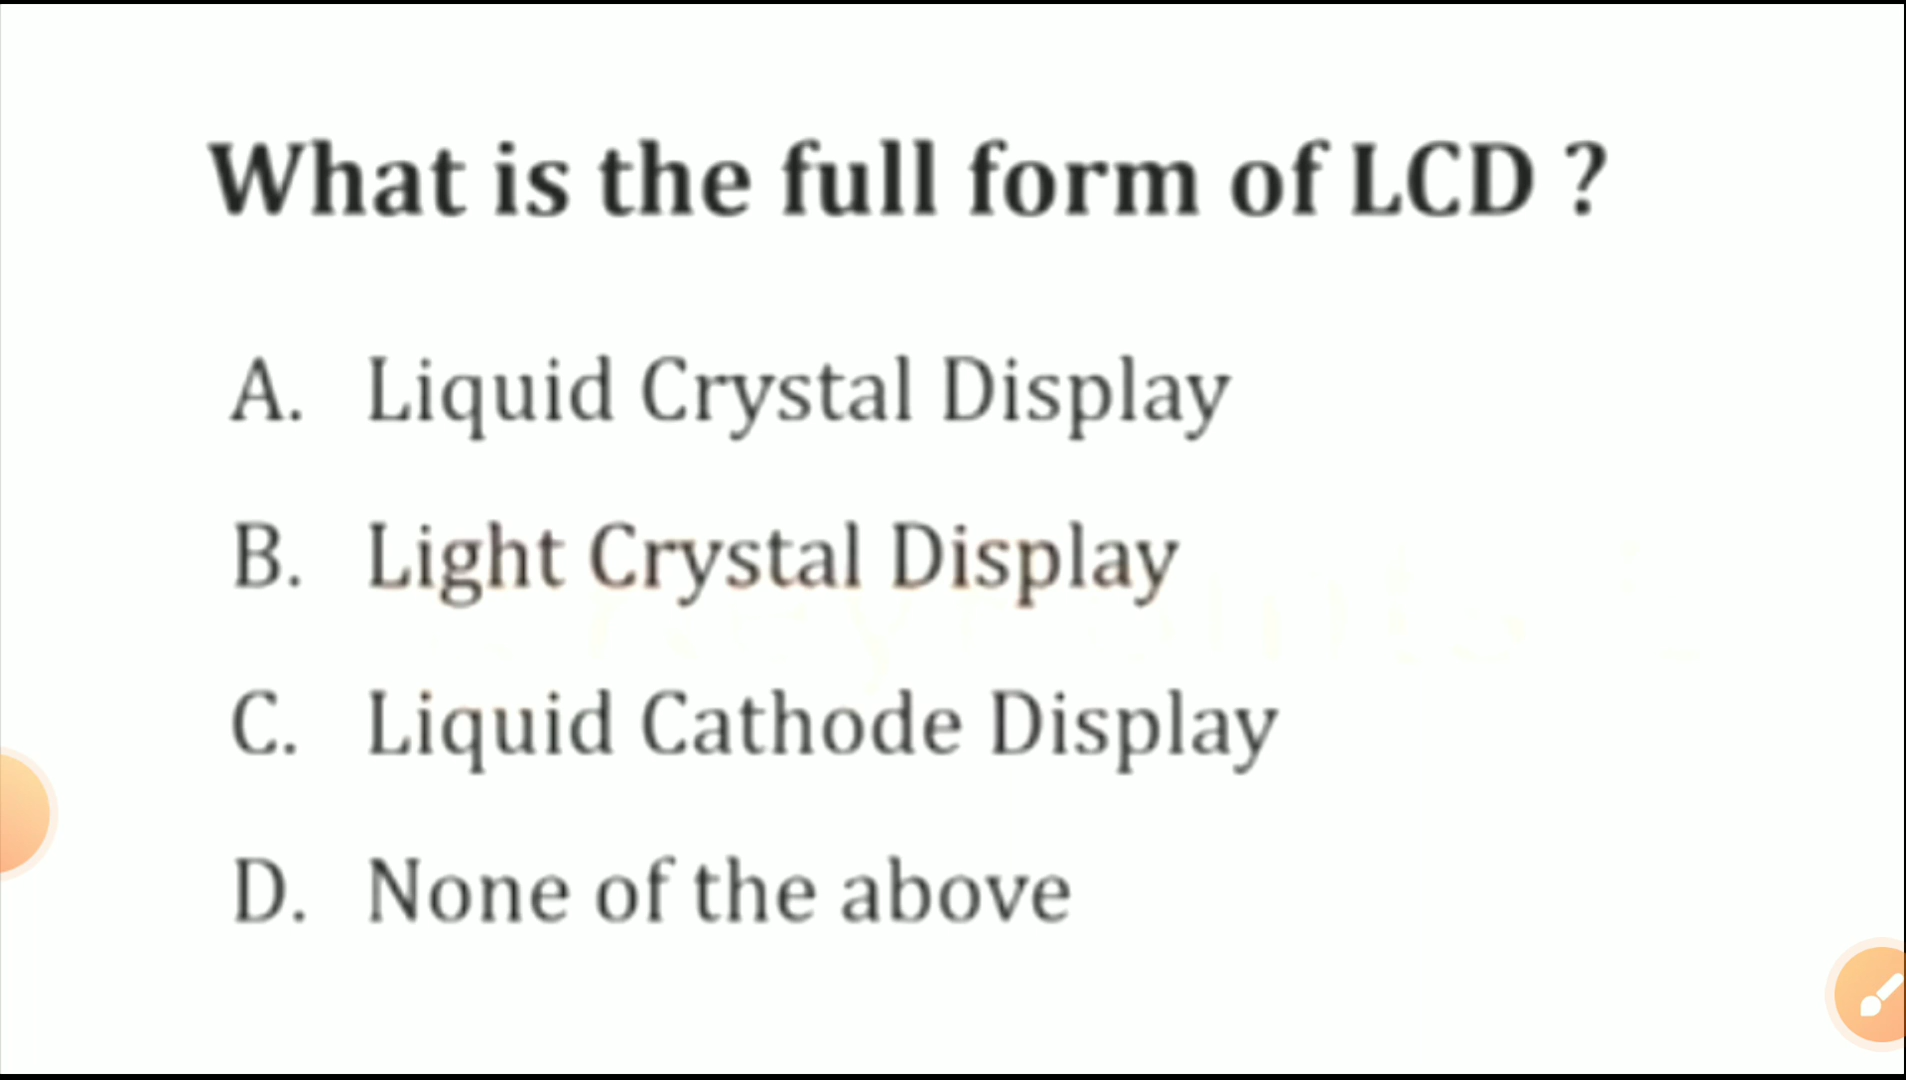 What is the full form of LCD ?
A. Liquid Crystal Display
B. Light Crystal Display
C. Liquid Cathode Display
D. None of the above